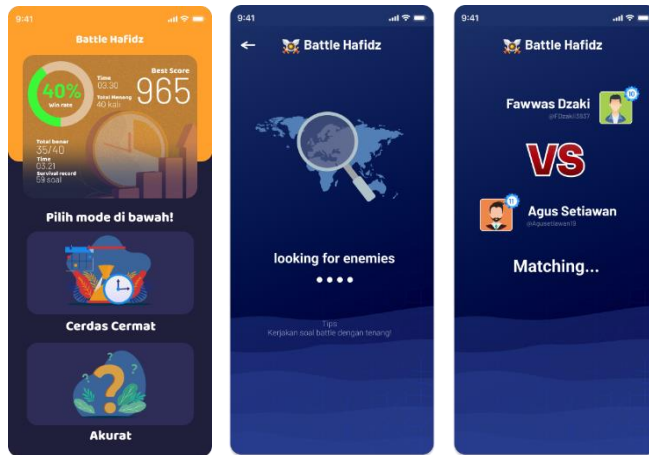 9:41
Battle Hafidz
40%
Win rate
Time
03.30
Total Menang
40 kali
Best Score
965
Total benar
35/40
Time
03.21
Survival record
59 soal
Pilih mode di bawah!
Cerdas Cermat
? ? ?
Akurat
9:41
Battle Hafidz
looking for enemies
Tips
Kerjakan soal battle dengan tenang!
9:41
Battle Hafidz
10
Fawwas Dzaki
VS
11
Agus Setiawan
@Agusetiawan19
Matching...